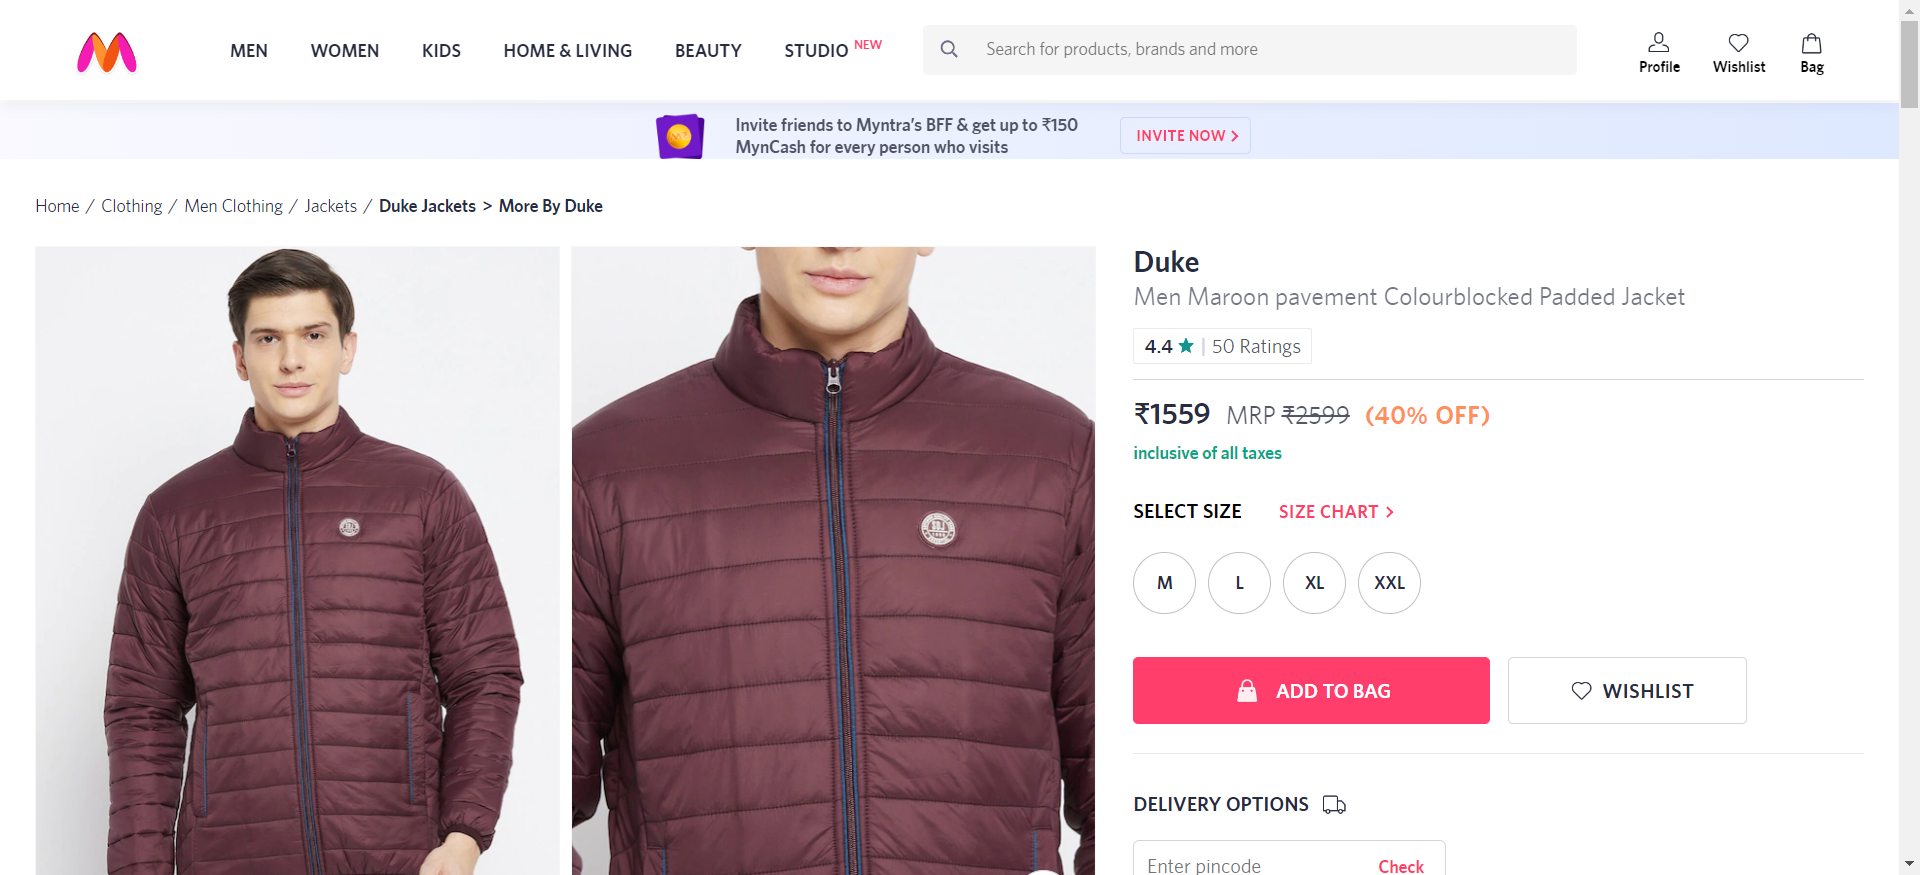 MEN WOMEN KIDS HOME & LIVING BEAUTY STUDIO NEW
Search for products, brands and more
Profile Wishlist Bag
Invite friends to Myntra’s BFF & get up to ₹150
MynCash for every person who visits
INVITE NOW >
Home / Clothing / Men Clothing / Jackets / Duke Jackets > More By Duke
Duke
Men Maroon pavement Colourblocked Padded Jacket
4.4 ★ | 50 Ratings
₹1559 MRP ₹2599 (40% OFF)
inclusive of all taxes
SELECT SIZE SIZE CHART >
M L XL XXL
ADD TO BAG WISHLIST
DELIVERY OPTIONS
Enter pincode Check